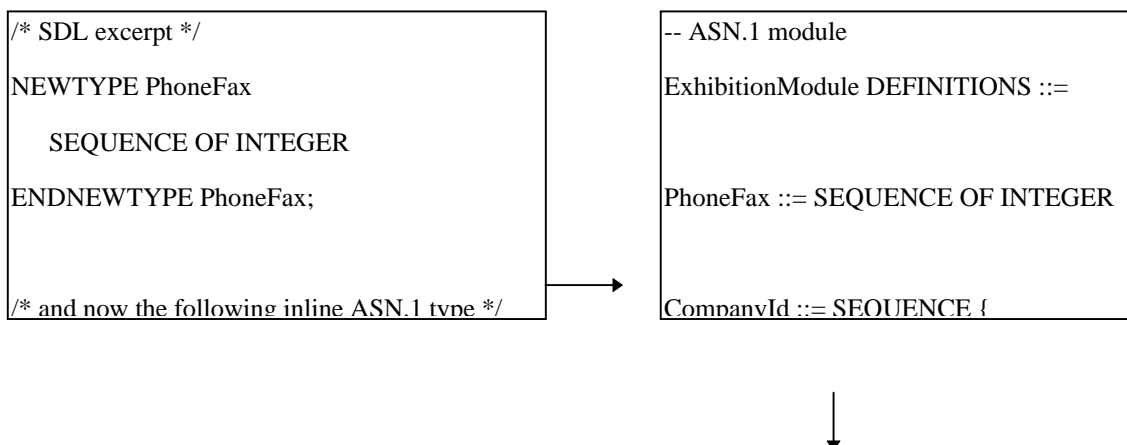 /* SDL excerpt */
NEWTYPE PhoneFax
SEQUENCE OF INTEGER
ENDNEWTYPE PhoneFax;
/* and now the following inline ASN.1 type */
-- ASN.1 module
ExhibitionModule DEFINITIONS ::=
PhoneFax ::= SEQUENCE OF INTEGER
CompanyId ::= SEQUENCE {